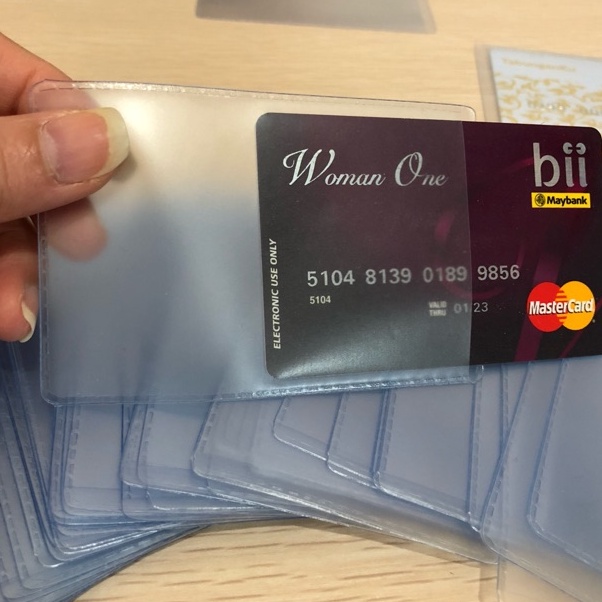 Woman One
bii
Maybank
ELECTRONIC USE ONLY
5104 8139 0189 9856
5104
VALID
THRU 01/23
MasterCard